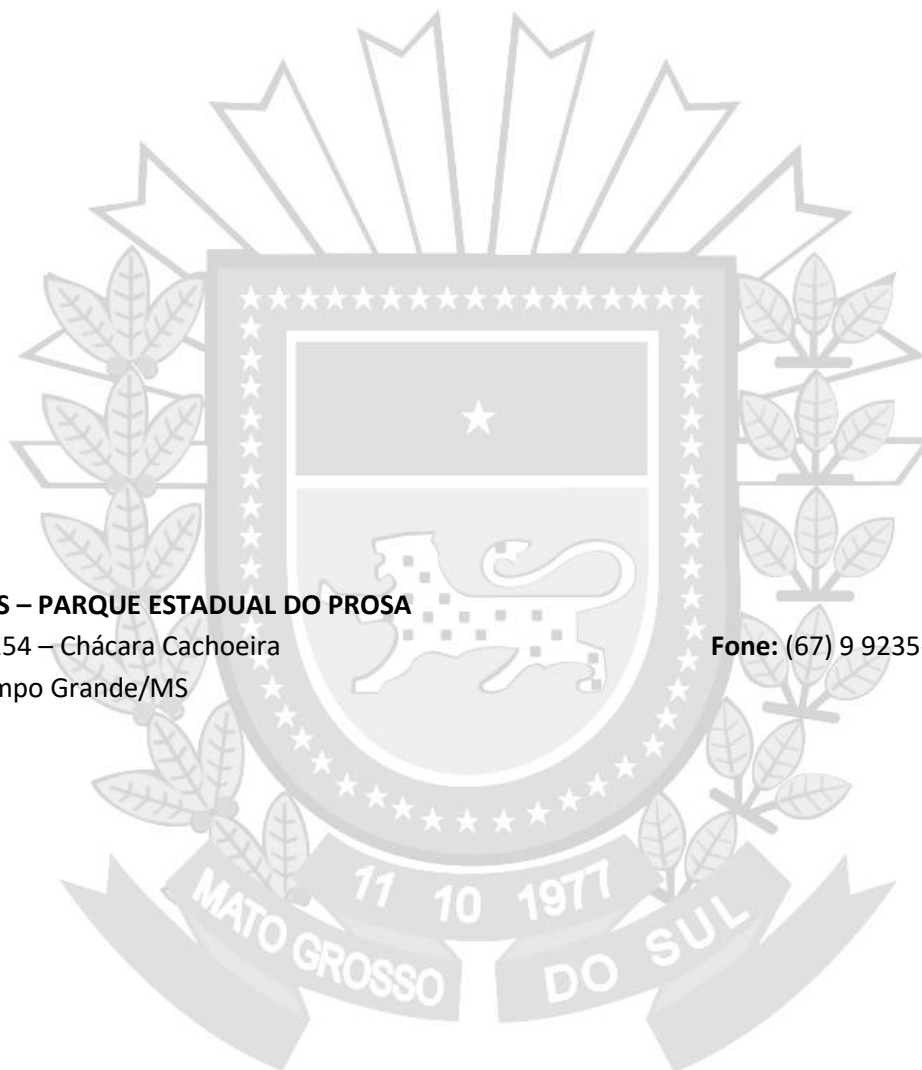 S – PARQUE ESTADUAL DO PROSA
254 – Chácara Cachoeira Fone: (67) 9 9235
mpo Grande/MS
11 10 1977
MATO GROSSO DO SUL